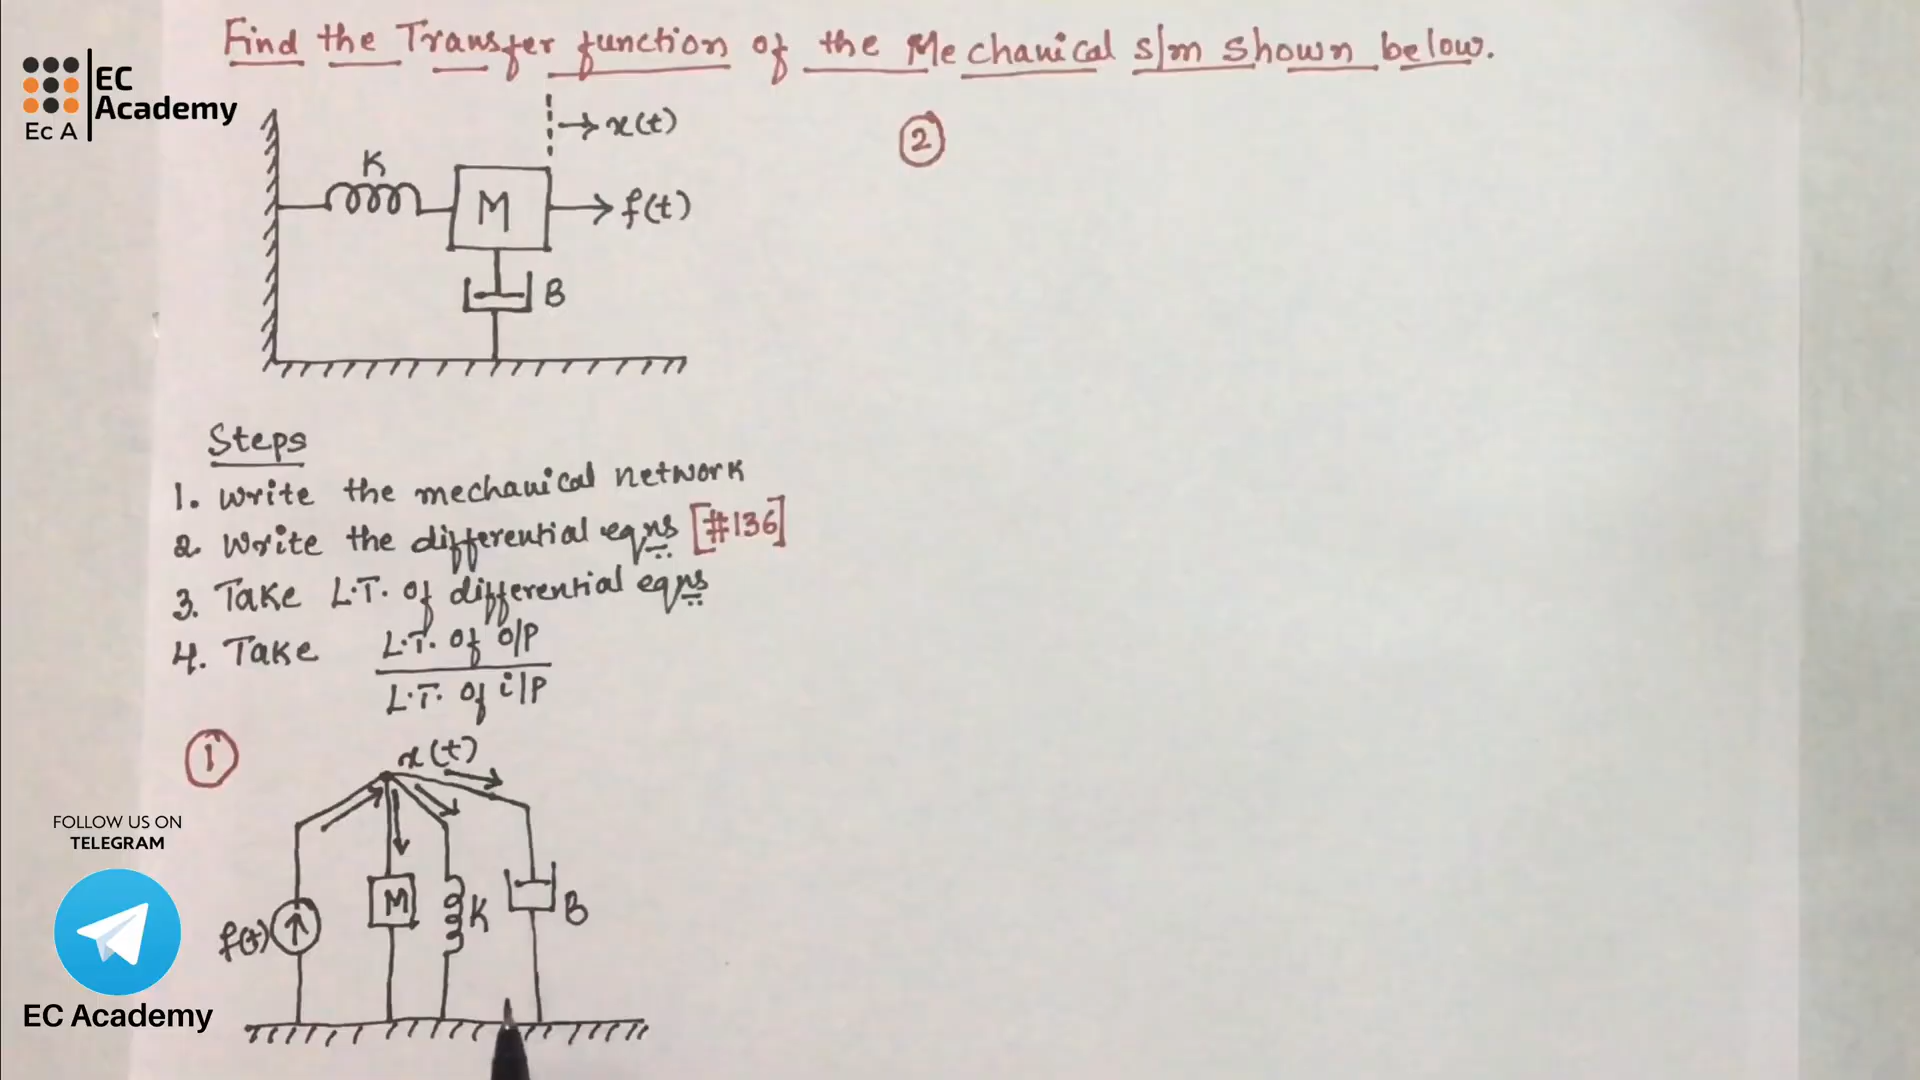 Find the Transfer function of the Mechanical s/m shown below.
EC
Academy
Ec A
x(t)
K
M
f(t)
B
2
Steps
1. Write the mechanical network
2. Write the differential eqns [#136]
3. Take L.T. of differential eqns
4. Take L.T. of o/p
L.T. of i/p
1
x(t)
FOLLOW US ON
TELEGRAM
M
K
B
f(t)
EC Academy